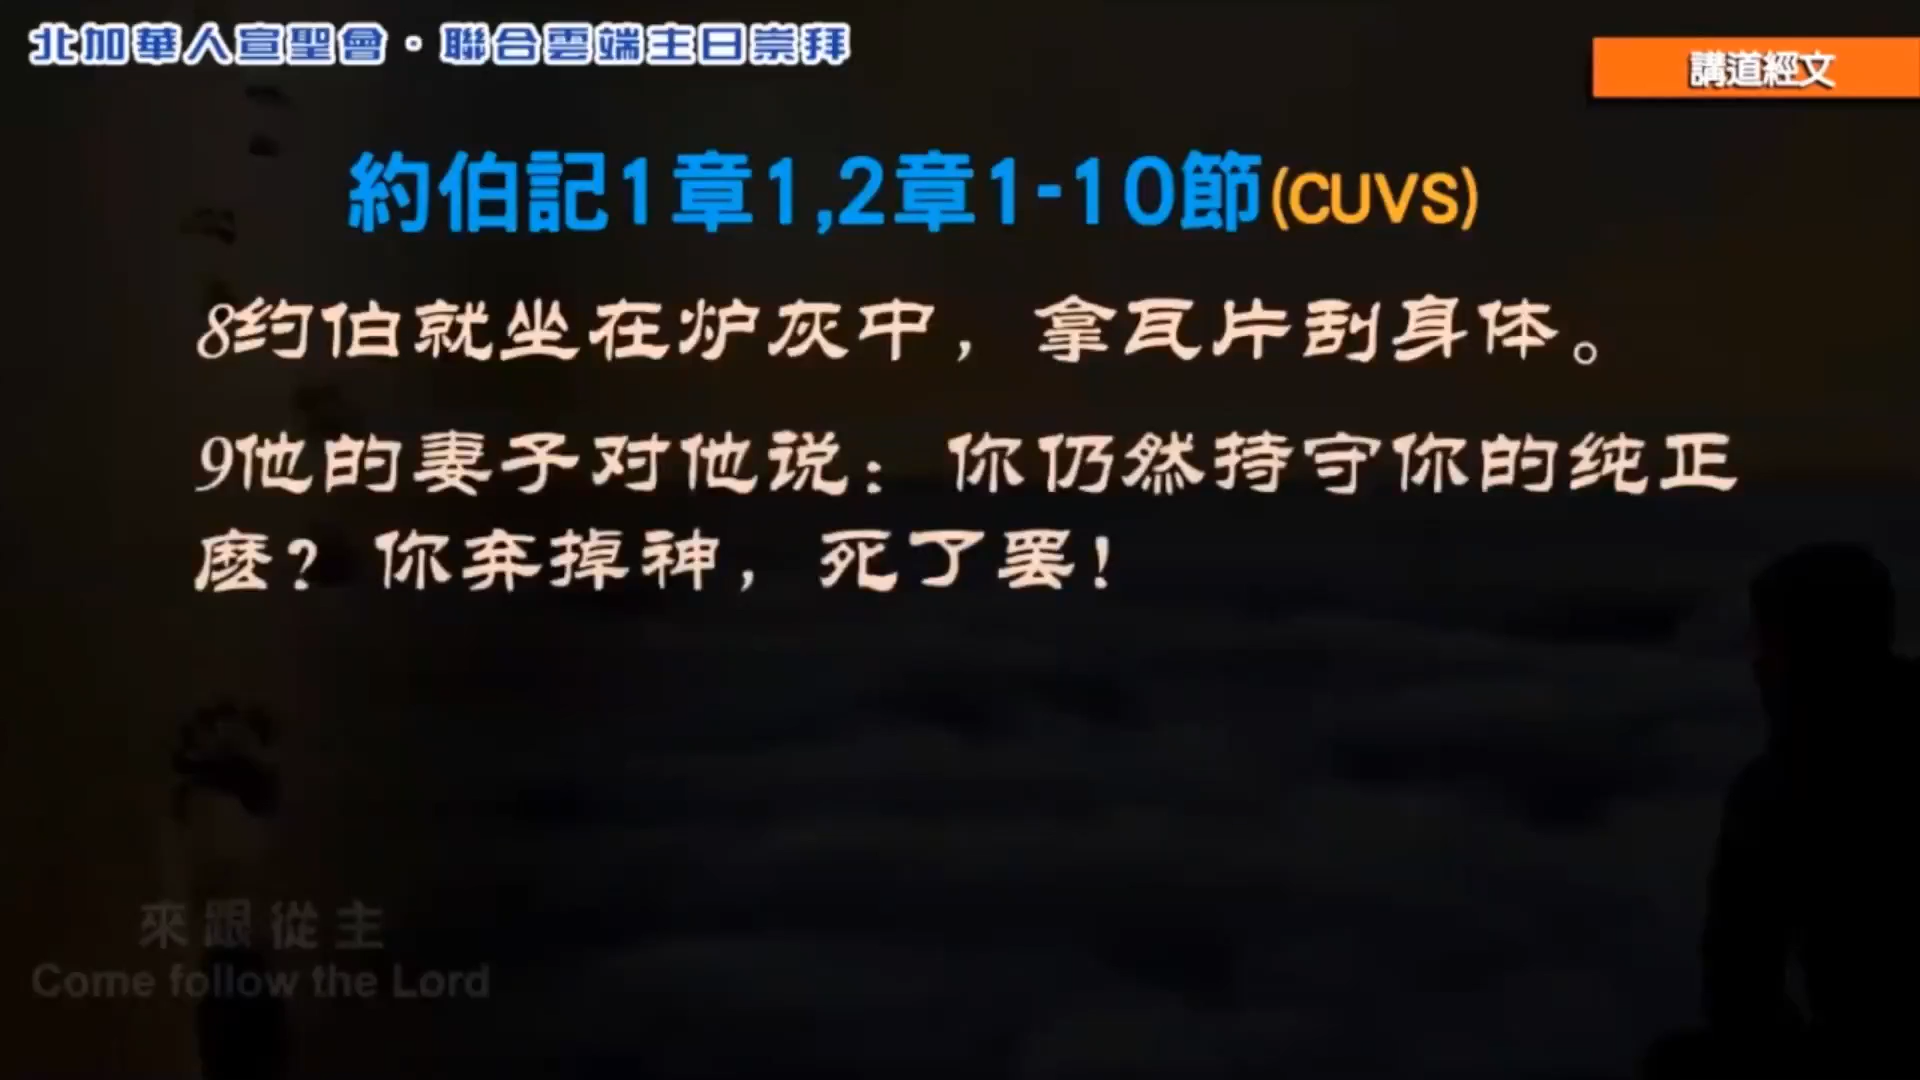 北加華人宣聖會·聯合雲端主日崇拜
講道經文
約伯記1章1,2章1-10節(CUVS)
8约伯就坐在炉灰中，拿瓦片刮身体。
9他的妻子对他说：你仍然持守你的纯正
麽？你弃掉神，死了罢！
來跟從主
Come follow the Lord